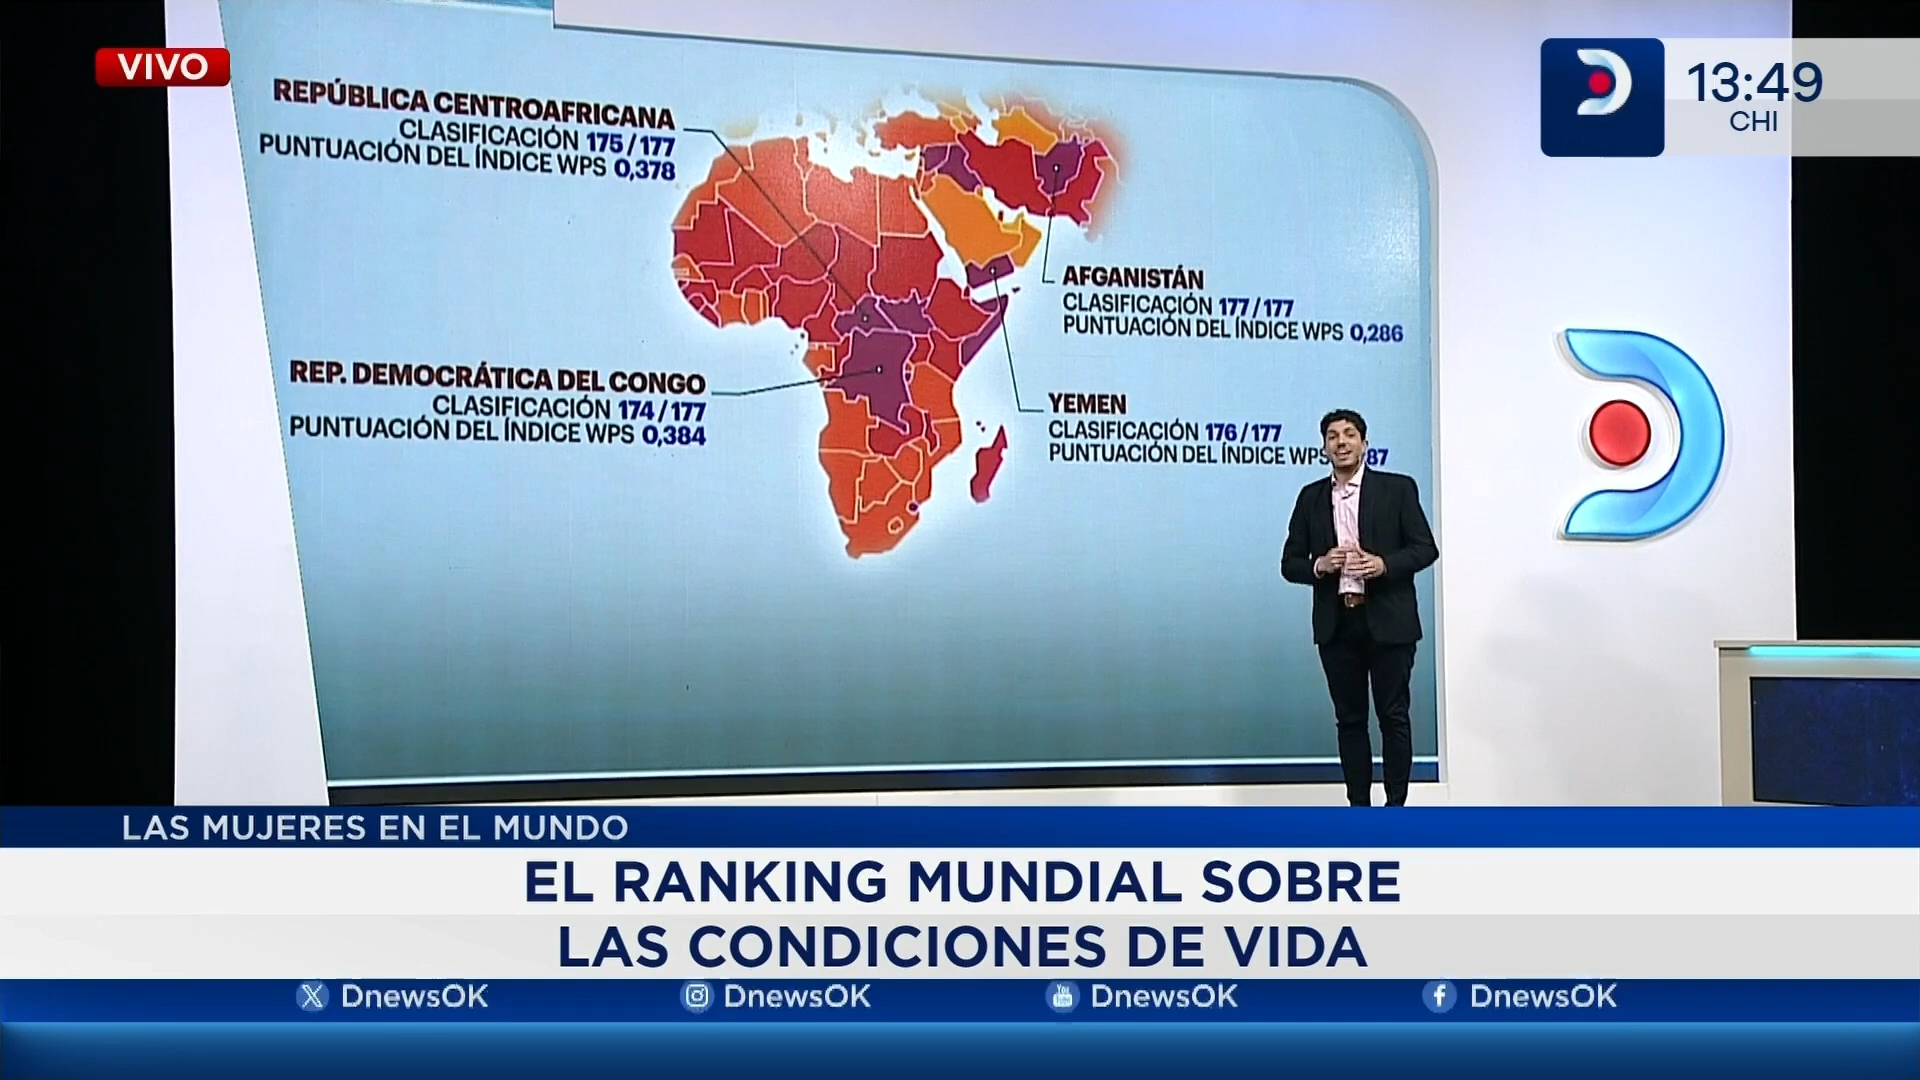 VIVO
13:49
CHI
REPÚBLICA CENTROAFRICANA
CLASIFICACIÓN 175/177
PUNTUACIÓN DEL ÍNDICE WPS 0,378
AFGANISTÁN
CLASIFICACIÓN 177/177
PUNTUACIÓN DEL ÍNDICE WPS 0,286
REP. DEMOCRÁTICA DEL CONGO
CLASIFICACIÓN 174/177
PUNTUACIÓN DEL ÍNDICE WPS 0,384
YEMEN
CLASIFICACIÓN 176/177
PUNTUACIÓN DEL ÍNDICE WPS 87
LAS MUJERES EN EL MUNDO
EL RANKING MUNDIAL SOBRE
LAS CONDICIONES DE VIDA
DnewsOK DnewsOK DnewsOK DnewsOK